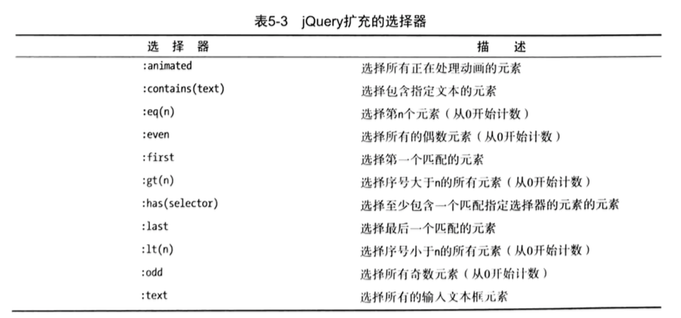 表5-3 jQuery扩充的选择器
选择器 描述
:animated 选择所有正在处理动画的元素
:contains(text) 选择包含指定文本的元素
:eq(n) 选择第n个元素（从0开始计数）
:even 选择所有的偶数元素（从0开始计数）
:first 选择第一个匹配的元素
:gt(n) 选择序号大于n的所有元素（从0开始计数）
:has(selector) 选择至少包含一个匹配指定选择器的元素的元素
:last 选择最后一个匹配的元素
:lt(n) 选择序号小于n的所有元素（从0开始计数）
:odd 选择所有奇数元素（从0开始计数）
:text 选择所有的输入文本框元素